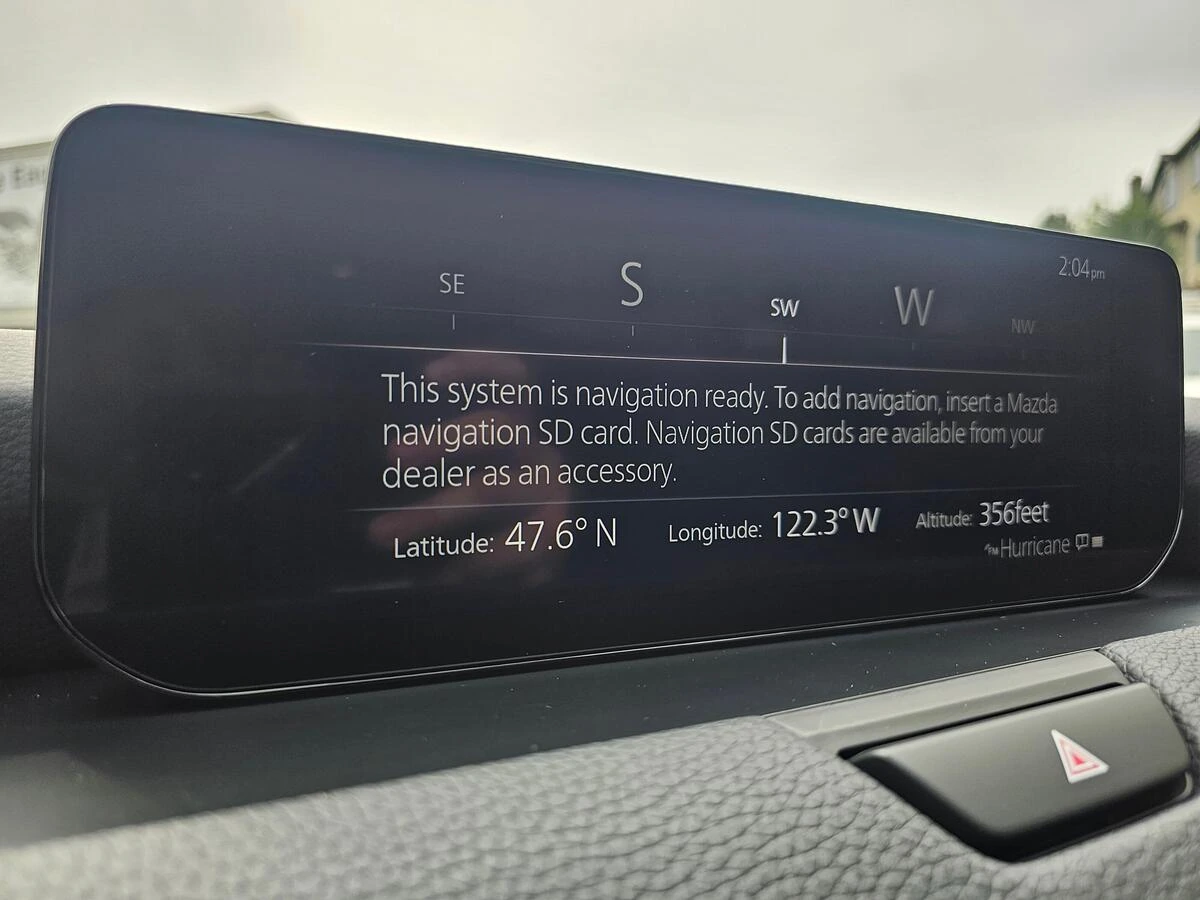 2:04pm
SE S SW W NW
This system is navigation ready. To add navigation, insert a Mazda
navigation SD card. Navigation SD cards are available from your
dealer as an accessory.
Latitude: 47.6° N Longitude: 122.3° W Altitude: 356feet
FM Hurricane